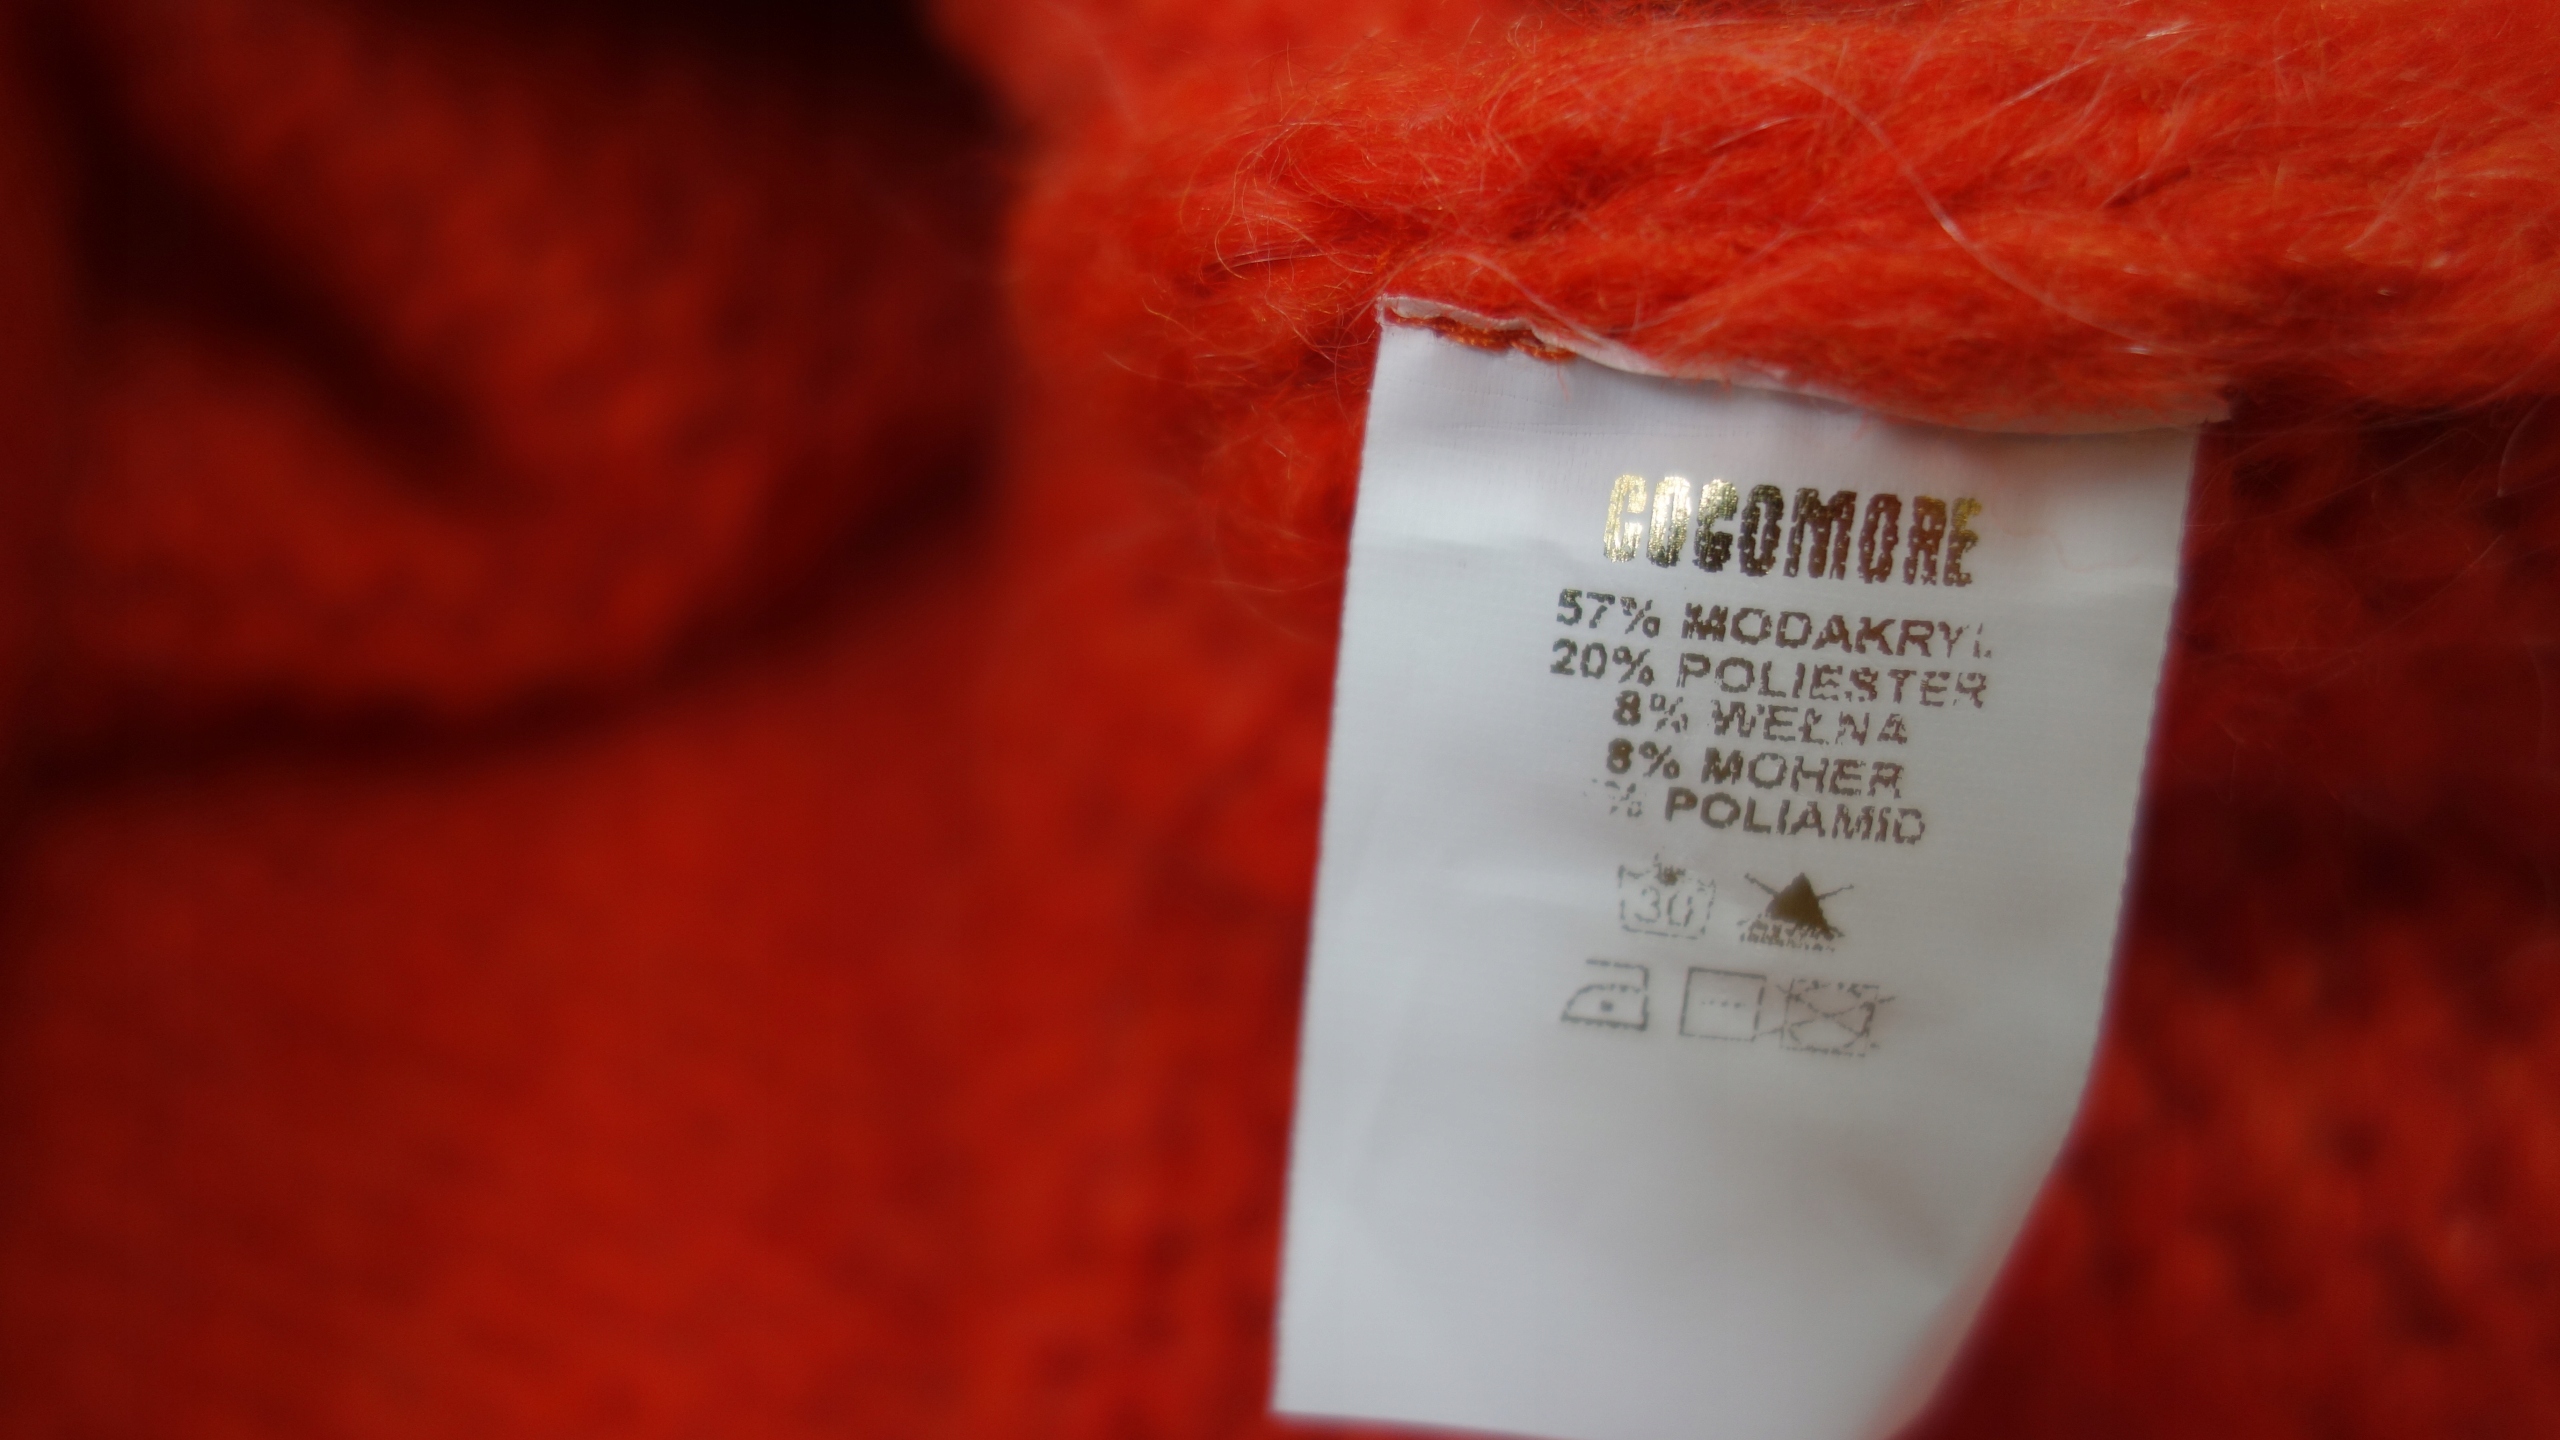 COCOMORE
57% MODAKRYL
20% POLIESTER
8% WEŁNA
8% MOHER
% POLIAMID
30